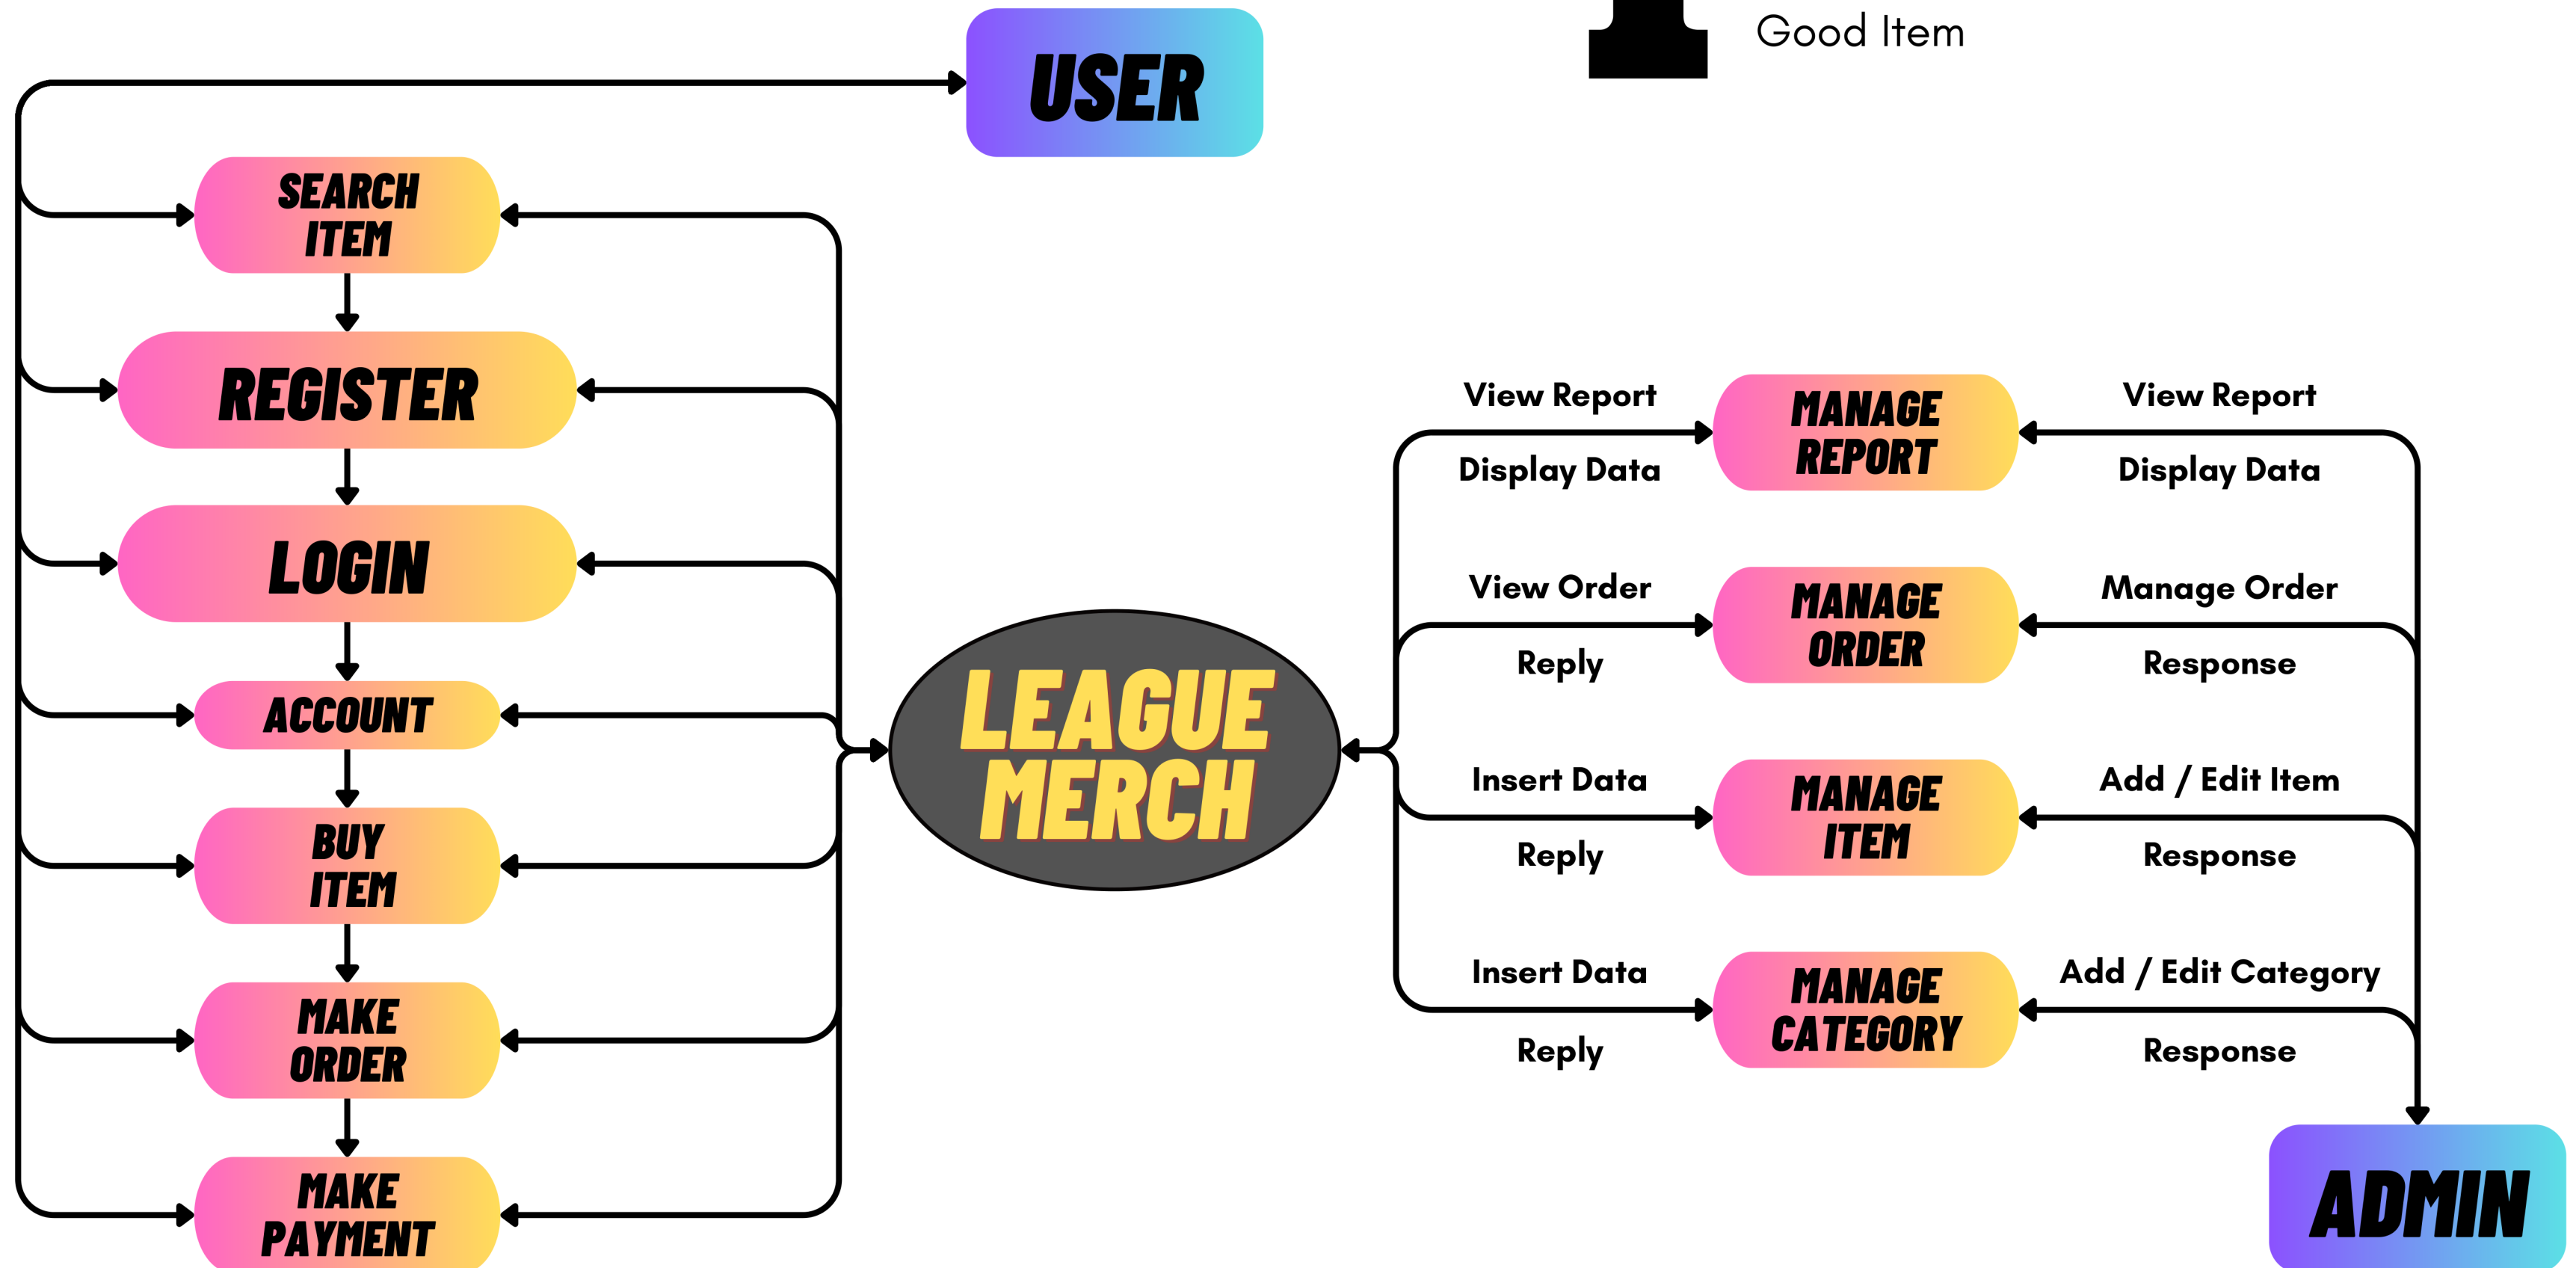 USER
Good Item
SEARCH
ITEM
REGISTER
LOGIN
ACCOUNT
BUY
ITEM
MAKE
ORDER
MAKE
PAYMENT
LEAGUE
MERCH
View Report
Display Data
View Order
Reply
Insert Data
Reply
Insert Data
Reply
MANAGE
REPORT
MANAGE
ORDER
MANAGE
ITEM
MANAGE
CATEGORY
View Report
Display Data
Manage Order
Response
Add / Edit Item
Response
Add / Edit Category
Response
ADMIN